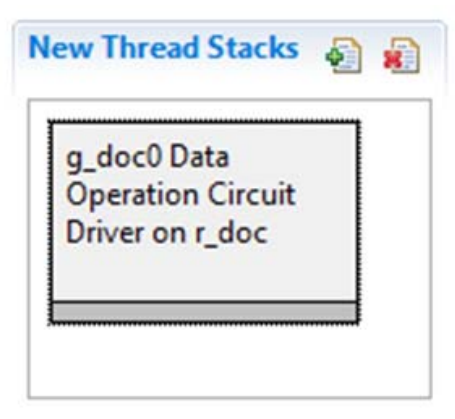 New Thread Stacks
g_doc0 Data
Operation Circuit
Driver on r_doc